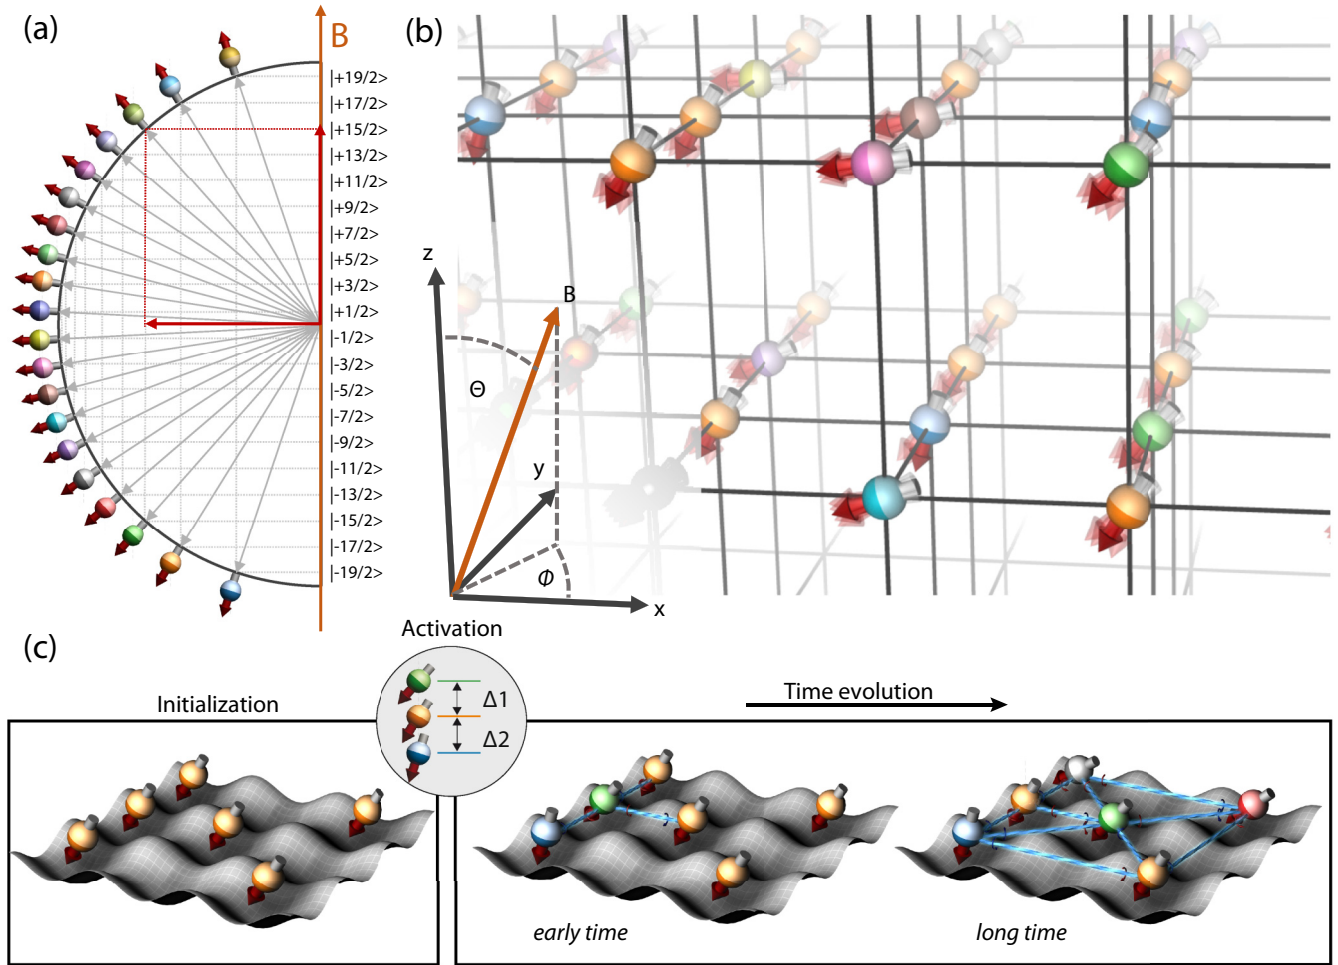 (a)
B
|+19/2>
|+17/2>
|+15/2>
|+13/2>
|+11/2>
|+9/2>
|+7/2>
|+5/2>
|+3/2>
|+1/2>
|-1/2>
|-3/2>
|-5/2>
|-7/2>
|-9/2>
|-11/2>
|-13/2>
|-15/2>
|-17/2>
|-19/2>
(b)
z
B
Θ
y
Φ
x
(c)
Activation
Initialization
Δ1
Δ2
Time evolution
early time
long time